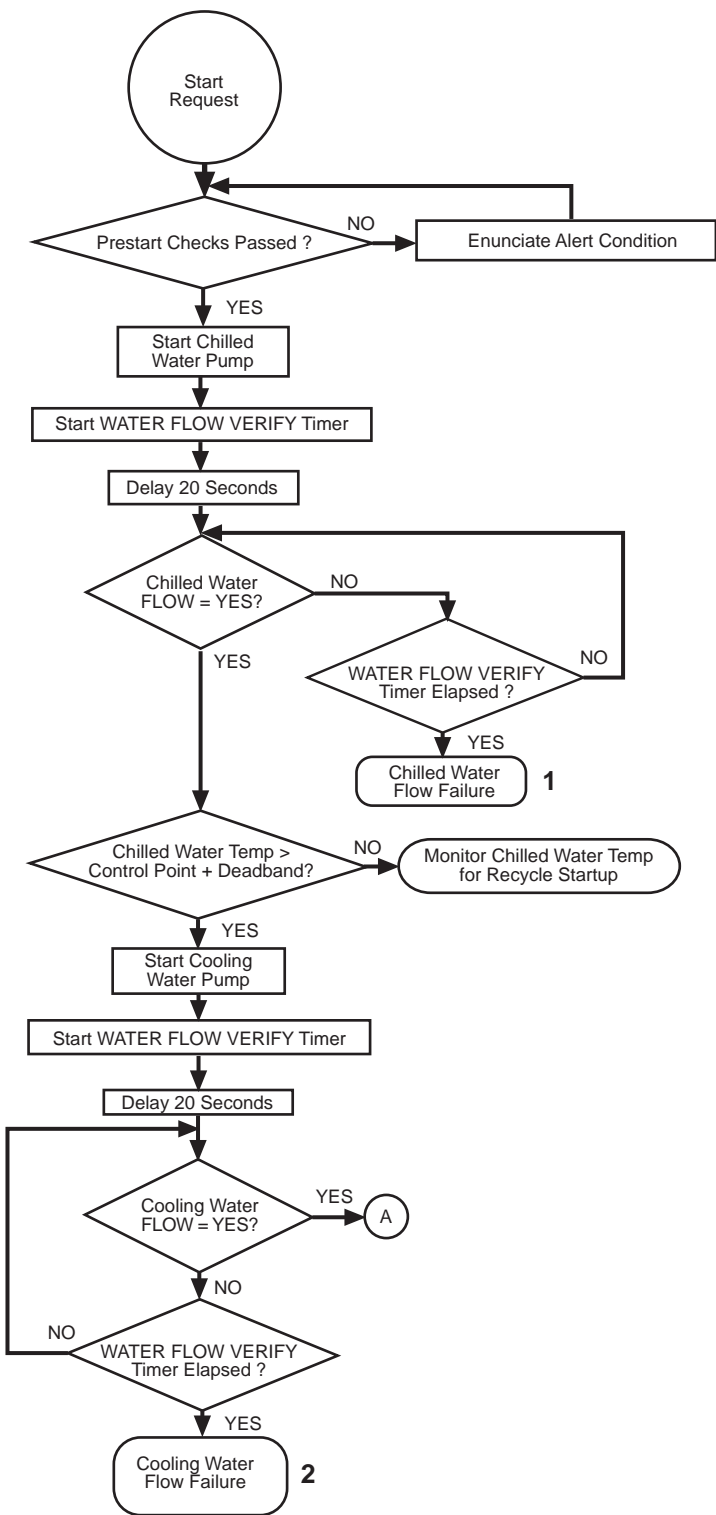 Start
Request
Prestart Checks Passed ?
NO
Enunciate Alert Condition
YES
Start Chilled
Water Pump
Start WATER FLOW VERIFY Timer
Delay 20 Seconds
Chilled Water
FLOW = YES?
NO
YES
WATER FLOW VERIFY
Timer Elapsed ?
NO
YES
Chilled Water
Flow Failure
1
Chilled Water Temp >
Control Point + Deadband?
NO
Monitor Chilled Water Temp
for Recycle Startup
YES
Start Cooling
Water Pump
Start WATER FLOW VERIFY Timer
Delay 20 Seconds
Cooling Water
FLOW = YES?
YES
A
NO
WATER FLOW VERIFY
Timer Elapsed ?
NO
YES
Cooling Water
Flow Failure
2